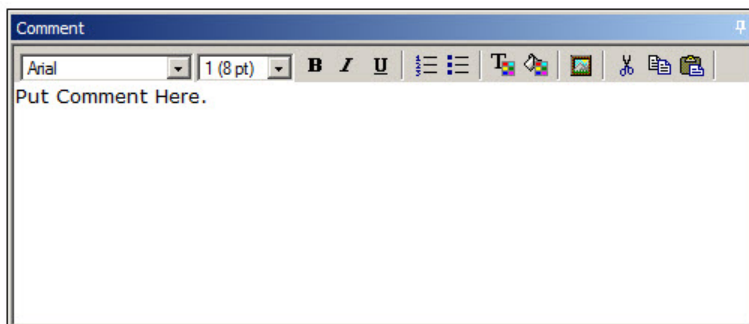 Comment
Arial 1 (8 pt) B I U
Put Comment Here.